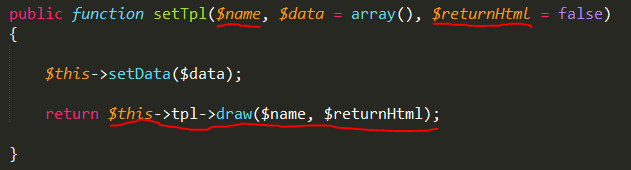 public function setTpl($name, $data = array(), $returnHtml = false)
{
$this->setData($data);
return $this->tpl->draw($name, $returnHtml);
}